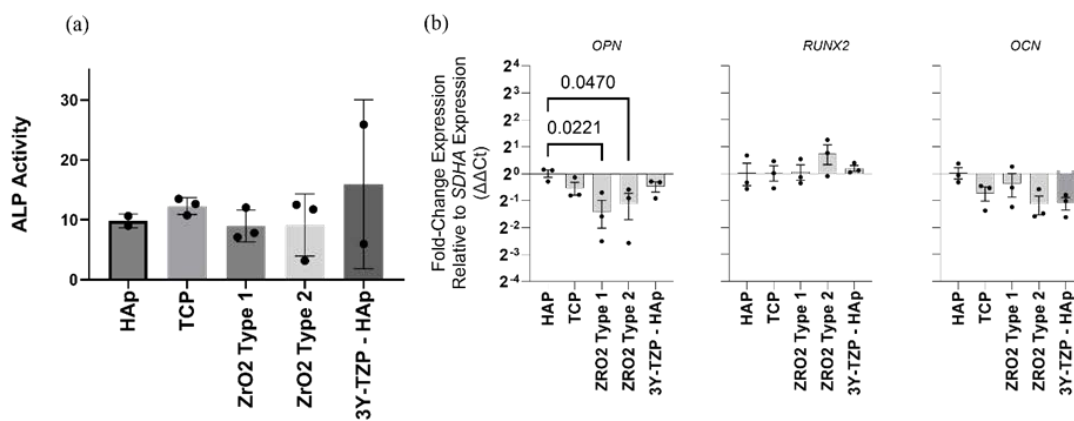 (a)
ALP Activity
30
20
10
0
HAp
TCP
ZrO2 Type 1
ZrO2 Type 2
3Y-TZP - HAp
(b)
Fold-Change Expression
Relative to SDHA Expression
(ΔΔCt)
OPN
2⁴
2³
2²
2¹
2⁰
2⁻¹
2⁻²
2⁻³
2⁻⁴
0.0470
0.0221
HAP
TCP
ZRO2 Type 1
ZRO2 Type 2
3Y-TZP - HAp
RUNX2
HAP
TCP
ZRO2 Type 1
ZRO2 Type 2
3Y-TZP - HAp
OCN
HAP
TCP
ZRO2 Type 1
ZRO2 Type 2
3Y-TZP - HAp